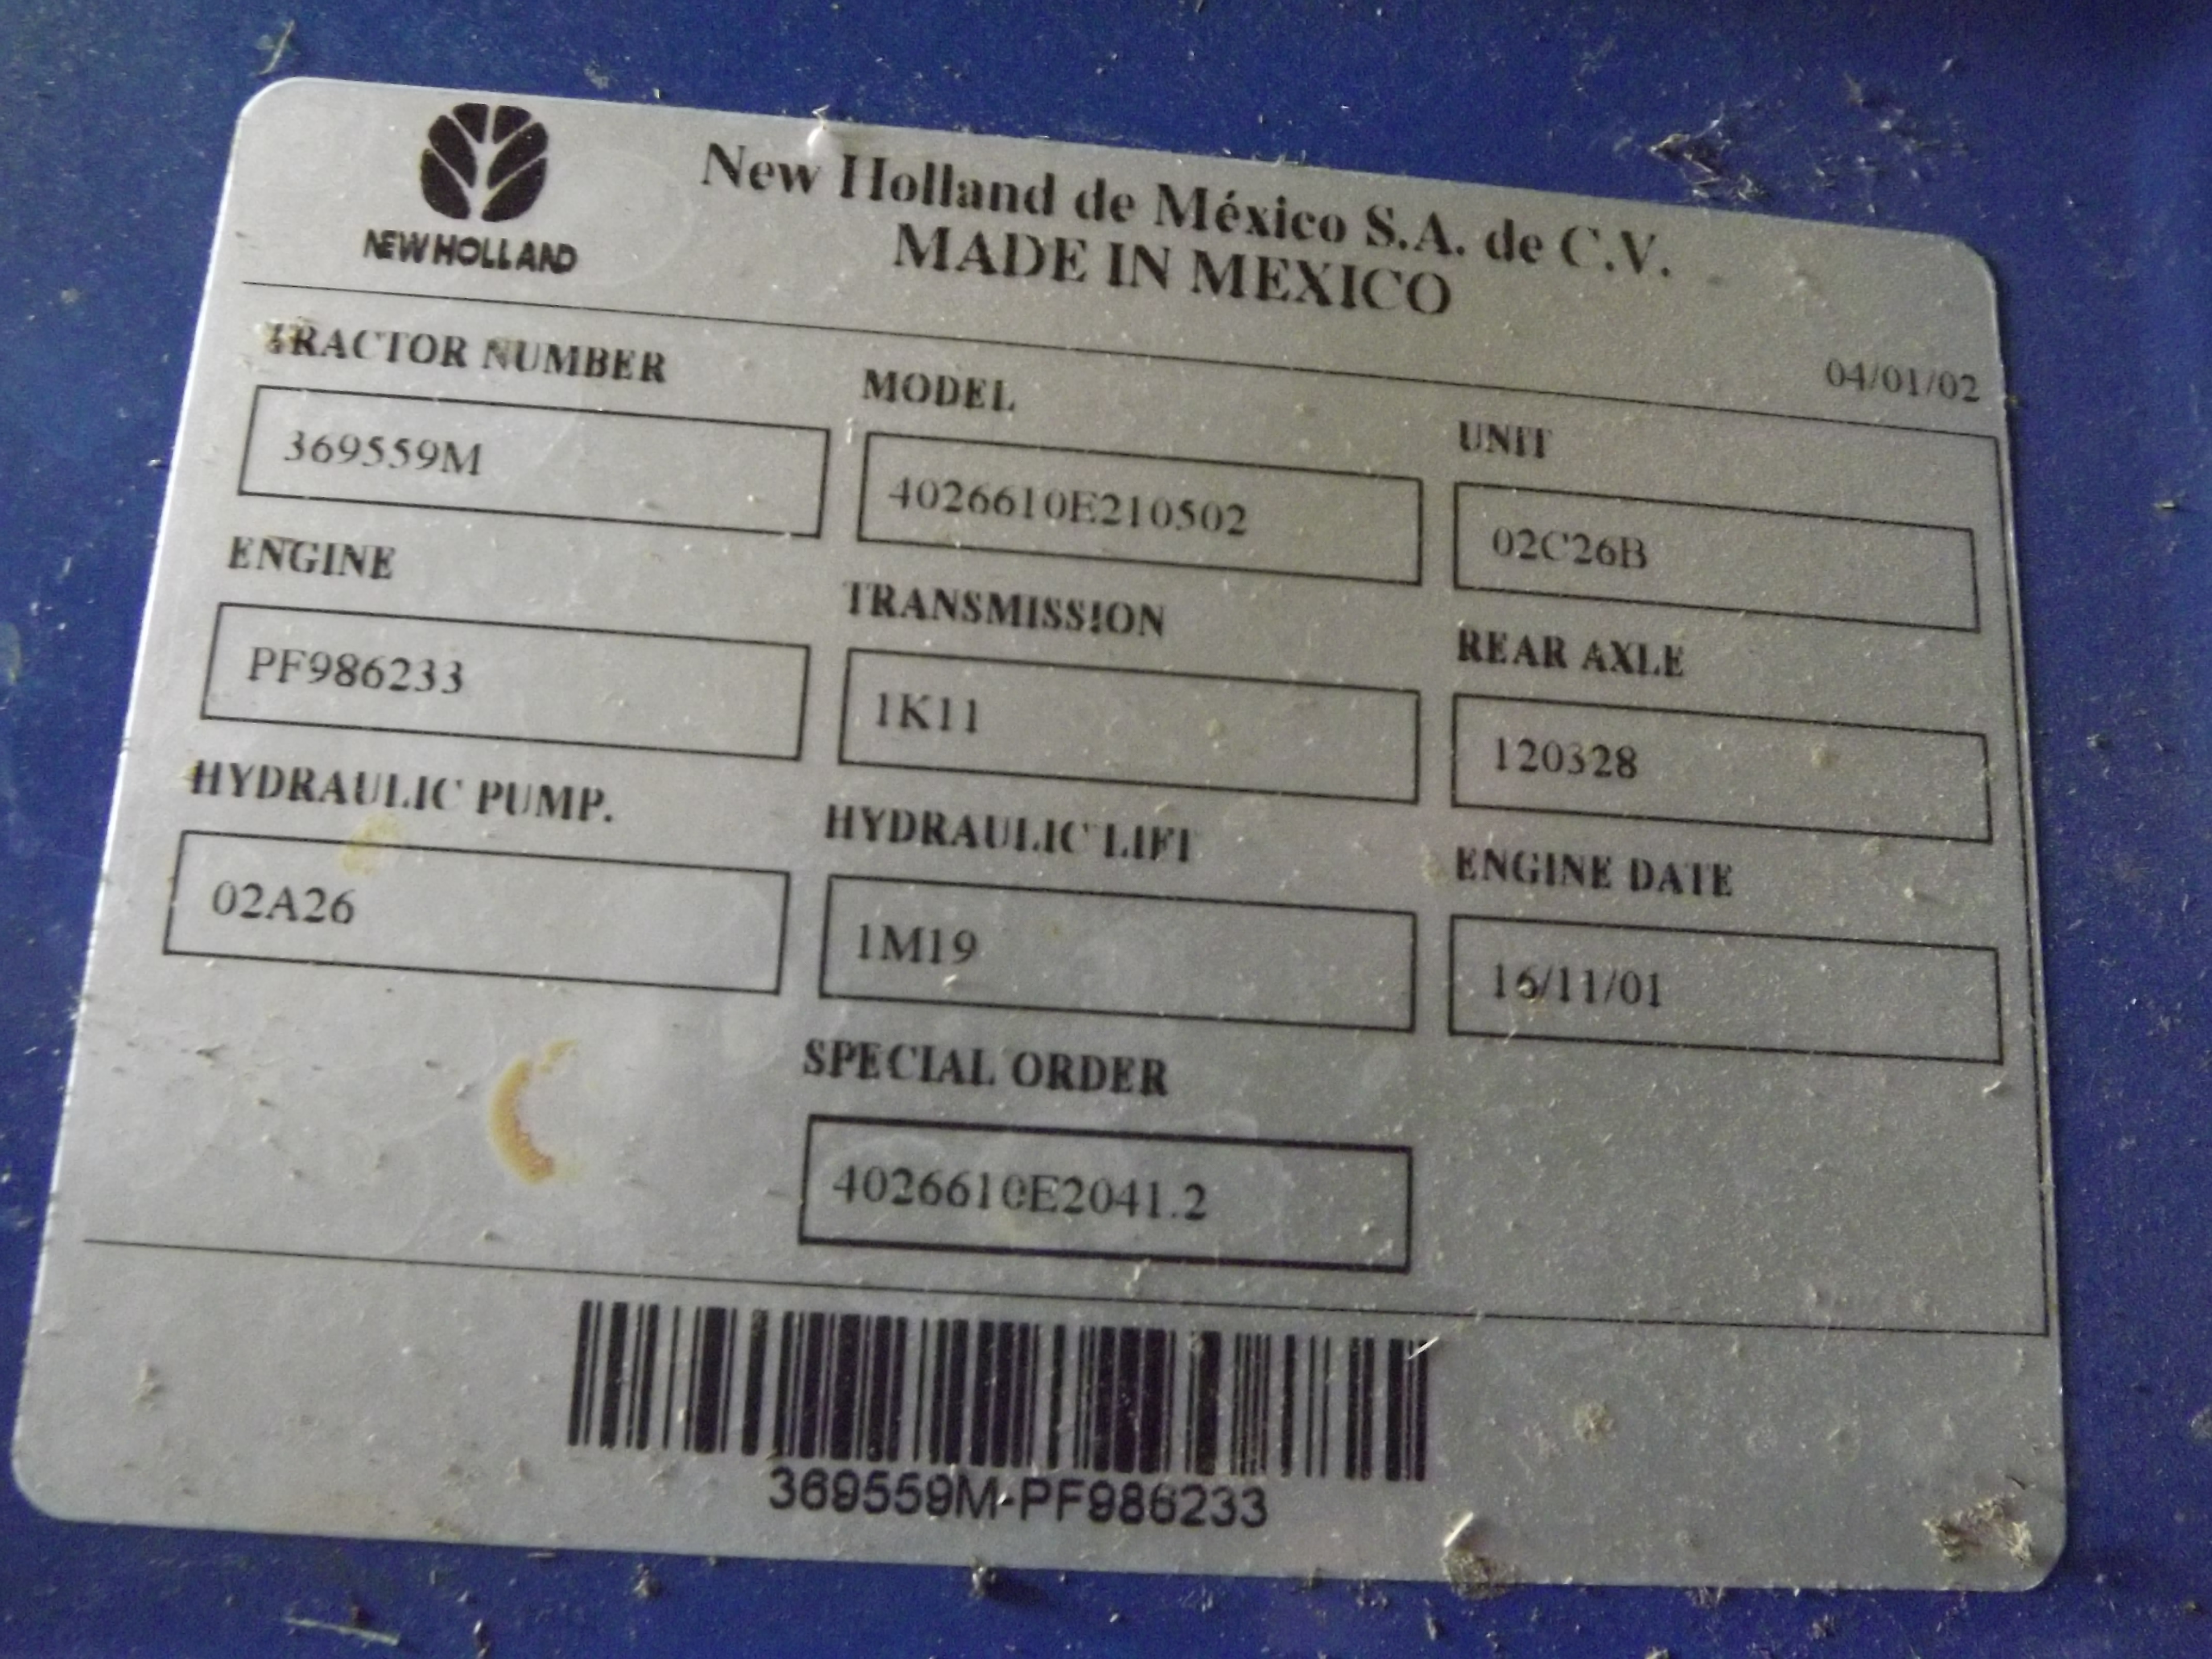 NEW HOLLAND
New Holland de México S.A. de C.V.
MADE IN MEXICO
04/01/02
TRACTOR NUMBER
MODEL
UNIT
369559M
4026610E210502
02C26B
ENGINE
TRANSMISSION
REAR AXLE
PF986233
1K11
120328
HYDRAULIC PUMP.
HYDRAULIC LIFT
ENGINE DATE
02A26
1M19
16/11/01
SPECIAL ORDER
4026610E2041.2
369559M-PF986233